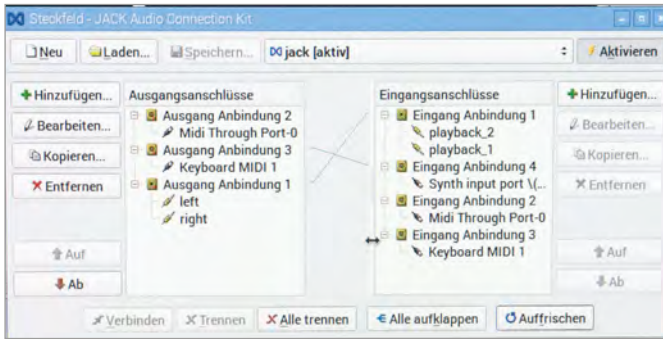 Steckfeld - JACK Audio Connection Kit
Neu Laden... Speichern... jack [aktiv] Aktivieren
Hinzufügen...
Bearbeiten...
Kopieren...
Entfernen
Auf
Ab
Ausgangsanschlüsse
Ausgang Anbindung 2
Midi Through Port-0
Ausgang Anbindung 3
Keyboard MIDI 1
Ausgang Anbindung 1
left
right
Eingangsanschlüsse
Eingang Anbindung 1
playback_2
playback_1
Eingang Anbindung 4
Synth input port \(...
Eingang Anbindung 2
Midi Through Port-0
Eingang Anbindung 3
Keyboard MIDI 1
Hinzufügen...
Bearbeiten...
Kopieren...
Entfernen
Auf
Ab
Verbinden Trennen Alle trennen Alle aufklappen Auffrischen